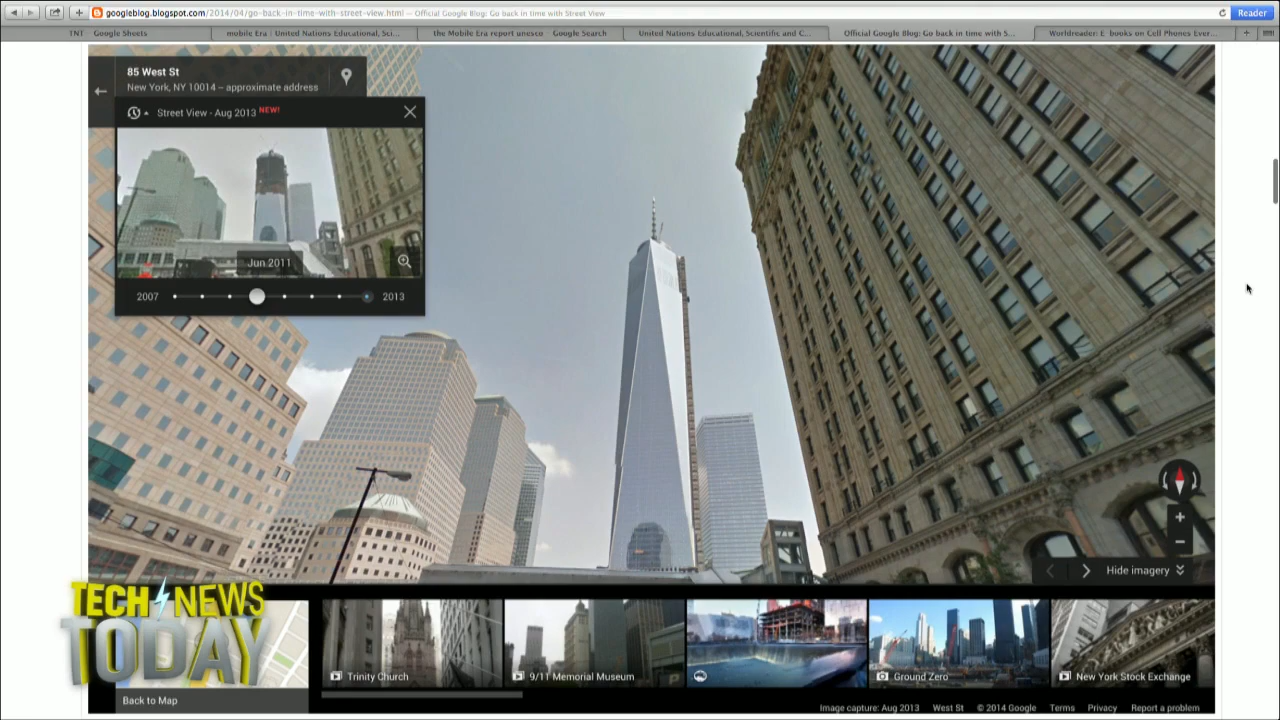 googleblog.blogspot.com/2014/04/go-back-in-time-with-street-view.html — Official Google Blog: Go back in time with Street View
Reader
TNT Google Sheets
mobile Era | United Nations Educational, Sci...
the Mobile Era report unesco Google Search
United Nations Educational, Scientific and C...
Official Google Blog: Go back in time with S...
Worldreader: E books on Cell Phones Ever...
85 West St
New York, NY 10014 – approximate address
Street View - Aug 2013 NEW!
Jun 2011
2007
2013
Hide imagery
TECH NEWS
TODAY
Trinity Church
9/11 Memorial Museum
Ground Zero
New York Stock Exchange
Back to Map
Image capture: Aug 2013 West St © 2014 Google Terms Privacy Report a problem